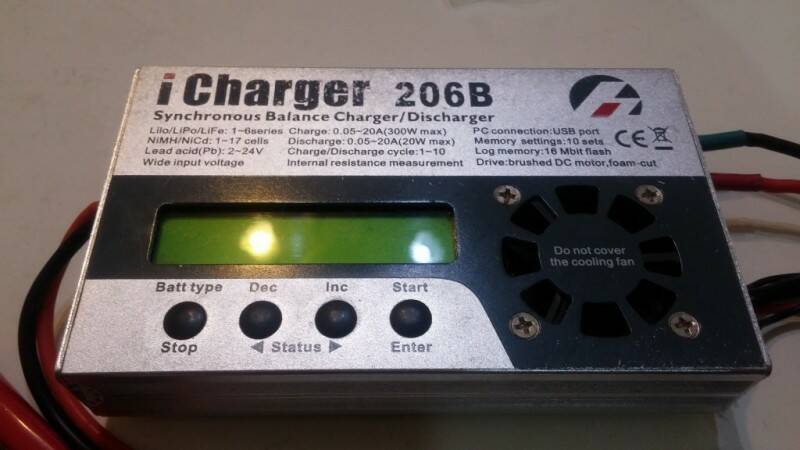 iCharger 206B
Synchronous Balance Charger/Discharger
LiIo/LiPo/LiFe: 1~6series Charge: 0.05~20A(300W max) PC connection:USB port
NiMH/NiCd: 1~17 cells Discharge: 0.05~20A(20W max) Memory settings:10 sets
Lead acid(Pb): 2~24V Charge/Discharge cycle: 1~10 Log memory:16 Mbit flash
Wide input voltage Internal resistance measurement Drive:brushed DC motor,foam-cut
CE
Do not cover
the cooling fan
Batt type Dec Inc Start
Stop ◀ Status ▶ Enter